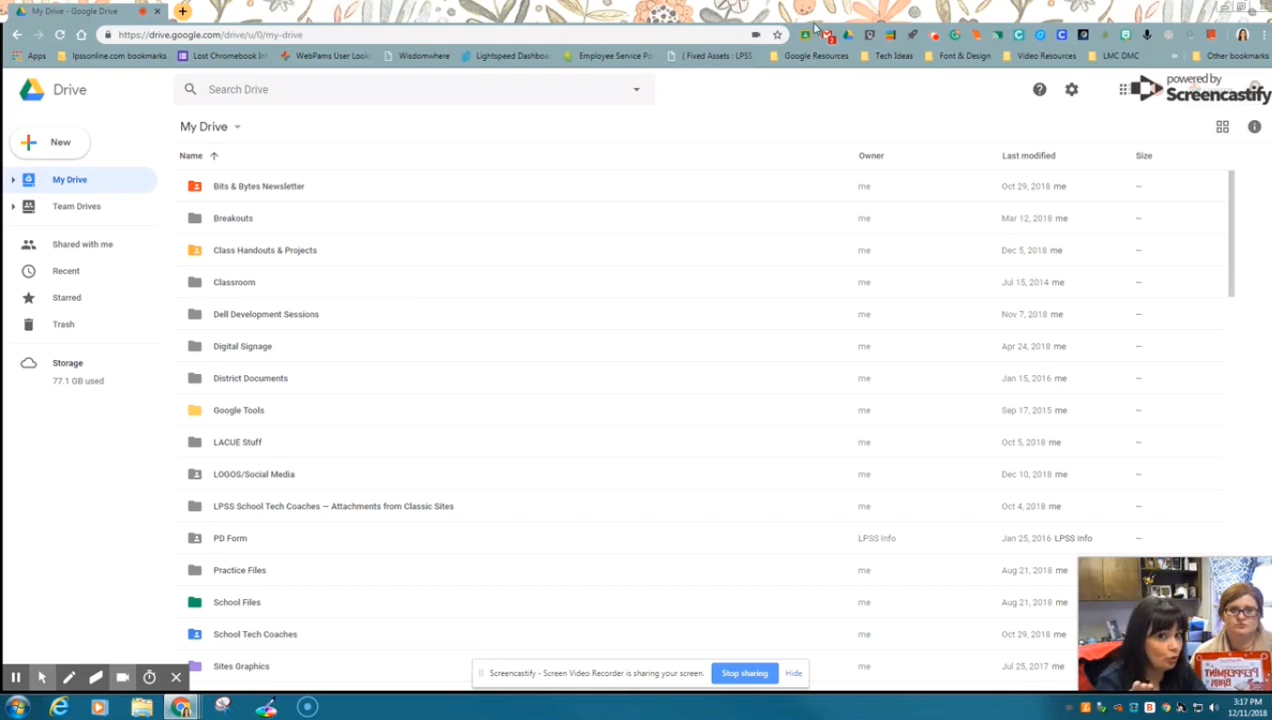 My Drive - Google Drive
https://drive.google.com/drive/u/0/my-drive
Apps lpssonline.com bookmarks Lost Chromebook In WebPams User Look Wisdomwhere Lightspeed Dashboa Employee Service Po ( Fixed Assets : LPSS Google Resources Tech Ideas Font & Design Video Resources LMC DMC » Other bookmarks
Drive
Search Drive
powered by
Screencastify
New
My Drive
Name Owner Last modified Size
My Drive
Team Drives
Shared with me
Recent
Starred
Trash
Storage
77.1 GB used
Bits & Bytes Newsletter me Oct 29, 2018 me –
Breakouts me Mar 12, 2018 me –
Class Handouts & Projects me Dec 5, 2018 me –
Classroom me Jul 15, 2014 me –
Dell Development Sessions me Nov 7, 2018 me –
Digital Signage me Apr 24, 2018 me –
District Documents me Jan 15, 2016 me –
Google Tools me Sep 17, 2015 me –
LACUE Stuff me Oct 5, 2018 me –
LOGOS/Social Media me Dec 10, 2018 me –
LPSS School Tech Coaches – Attachments from Classic Sites me Oct 4, 2018 me –
PD Form LPSS Info Jan 25, 2016 LPSS Info –
Practice Files me Aug 21, 2018 me
School Files me Aug 21, 2018 me
School Tech Coaches me Oct 29, 2018 me
Sites Graphics me Jul 25, 2017 me
PEPPERMINT
BARK
Screencastify - Screen Video Recorder is sharing your screen. Stop sharing Hide
3:17 PM
12/11/2018